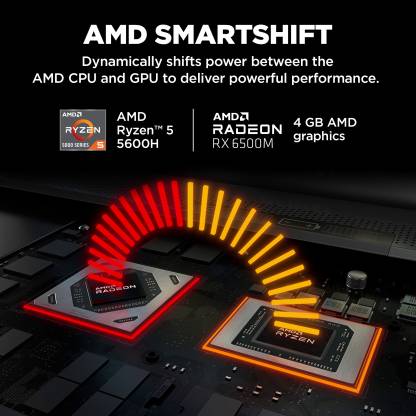 AMD SMARTSHIFT
Dynamically shifts power between the
AMD CPU and GPU to deliver powerful performance.
AMD
RYZEN
5000 SERIES 5
AMD
Ryzen™ 5
5600H
AMD
RADEON
RX 6500M
4 GB AMD
graphics
AMD
RADEON
AMD
RYZEN